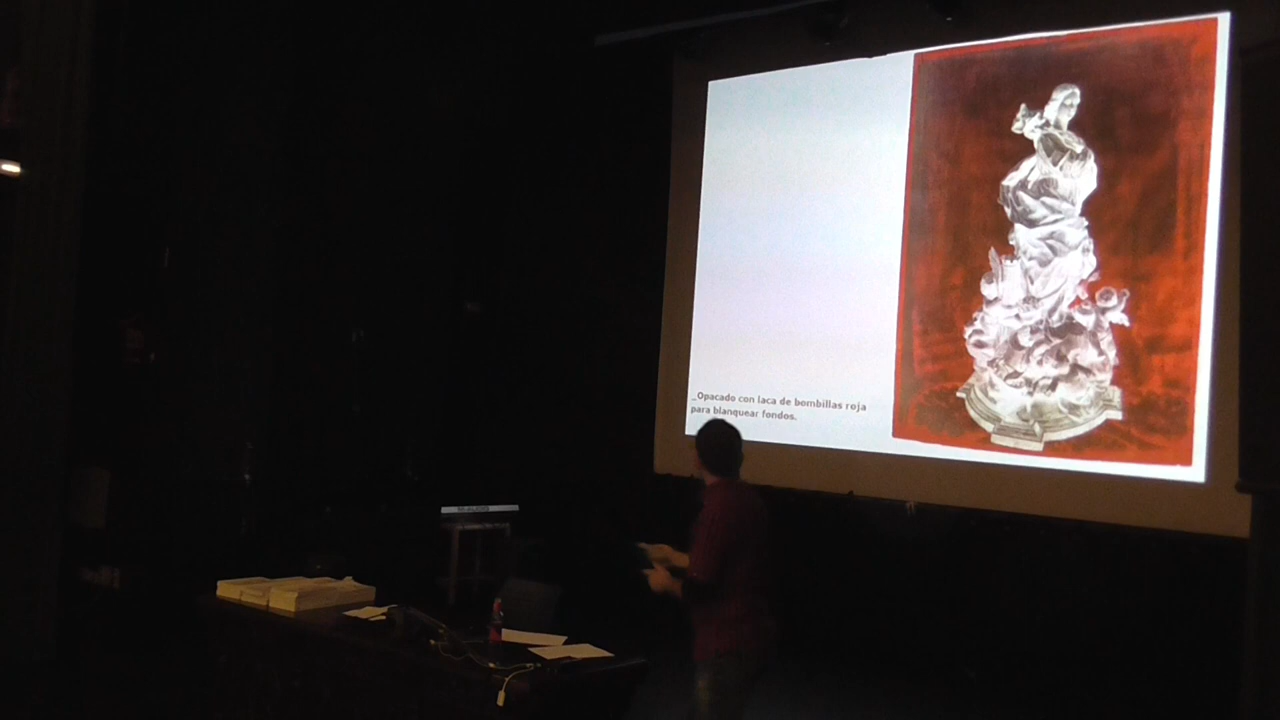 _Opacado con laca de bombillas roja
para blanquear fondos.